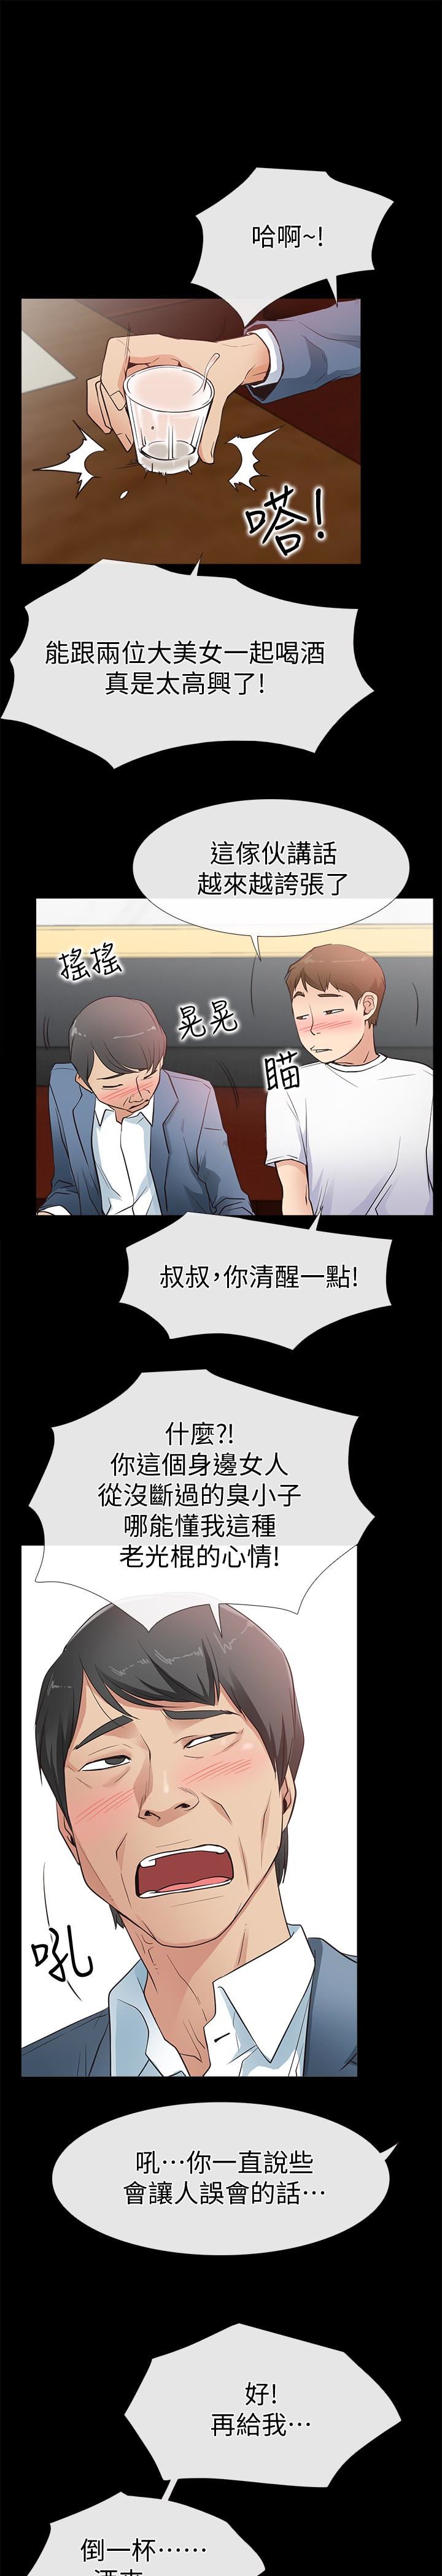 哈啊~!
嗒!
能跟兩位大美女一起喝酒
真是太高興了!
這傢伙講話
越來越誇張了
搖搖
晃晃
瞄
叔叔,你清醒一點!
什麼?!
你這個身邊女人
從沒斷過的臭小子
哪能懂我這種
老光棍的心情!
吼
吼…你一直說些
會讓人誤會的話…
好!
再給我…
倒一杯……